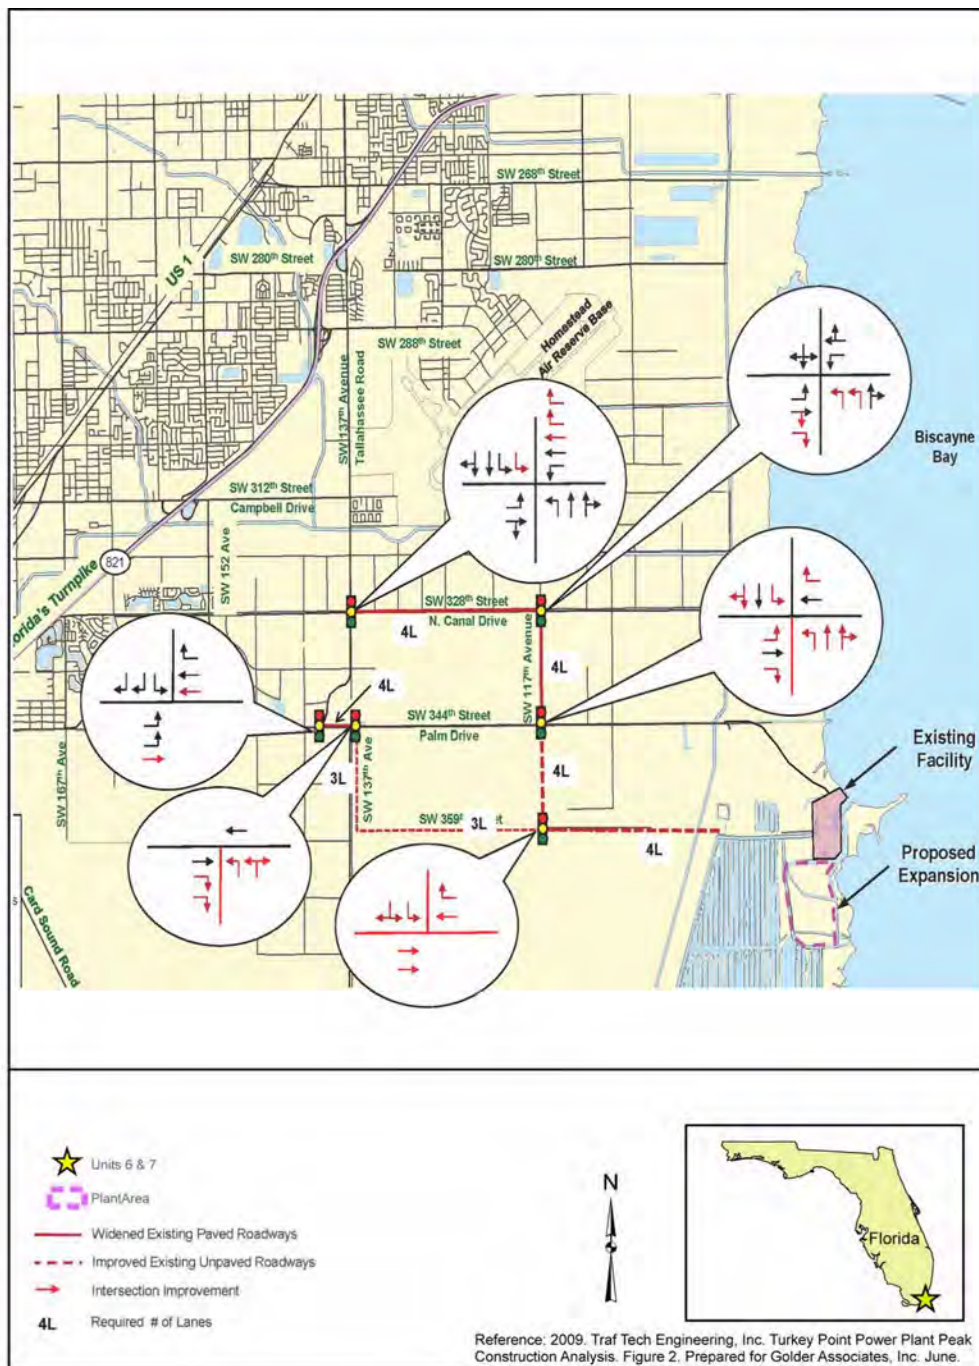 SW 268th Street
US 1
SW 280th Street
SW 280th Street
Homestead
Air Reserve Base
SW 288th Street
SW 137th Avenue
Tallahassee Road
Biscayne
Bay
SW 312th Street
Campbell Drive
SW 152 Ave
821
orida's Turnpike
SW 328th Street
N. Canal Drive
4L
SW 117th Avenue
4L
4L
SW 344th Street
Palm Drive
Existing
Facility
SW 167th Ave
3L
SW 137th Ave
4L
SW 359t
3L
et
4L
Proposed
Expansion
Card Sound Road
s
Units 6 & 7
PlantArea
Widened Existing Paved Roadways
Improved Existing Unpaved Roadways
Intersection Improvement
4L
Required # of Lanes
N
Florida
Reference: 2009. Traf Tech Engineering, Inc. Turkey Point Power Plant Peak
Construction Analysis. Figure 2. Prepared for Golder Associates, Inc. June.